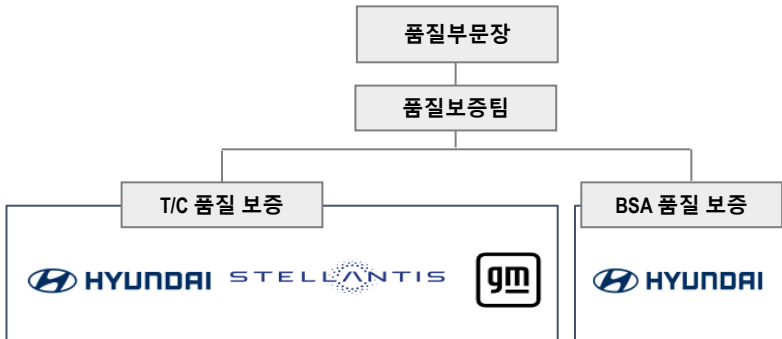 품질부문장
품질보증팀
T/C 품질 보증
BSA 품질 보증
HYUNDAI STELLANTIS gm
HYUNDAI